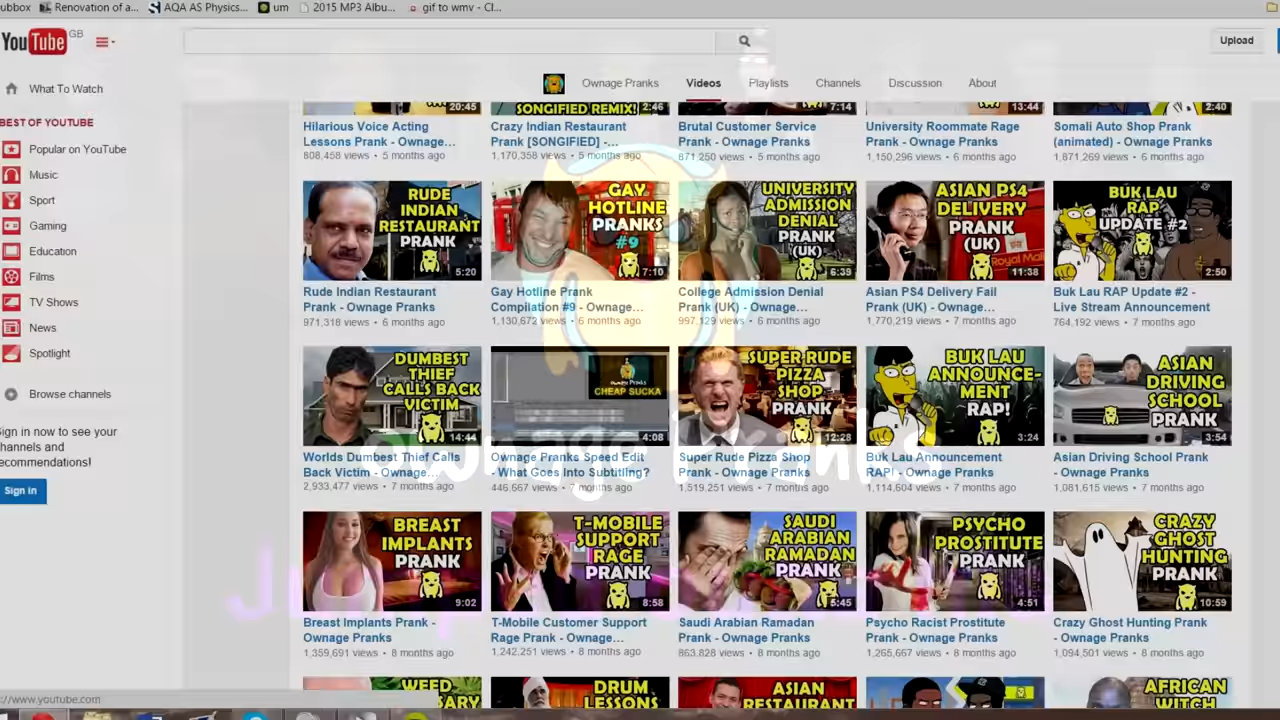 ubbox
Renovation of a...
AQA AS Physics...
um
2015 MP3 Albu...
gif to wmv - Cl...
YouTube GB
Upload
Ownage Pranks
Videos
Playlists
Channels
Discussion
About
What To Watch
BEST OF YOUTUBE
Popular on YouTube
Music
Sport
Gaming
Education
Films
TV Shows
News
Spotlight
Browse channels
Sign in now to see your
channels and
recommendations!
Sign in
20:45
SONGIFIED REMIX!
2:46
7:14
13:44
2:40
Hilarious Voice Acting
Lessons Prank - Ownage...
808,458 views • 5 months ago
Crazy Indian Restaurant
Prank [SONGIFIED] -...
1,170,358 views • 5 months ago
Brutal Customer Service
Prank - Ownage Pranks
871,250 views • 5 months ago
University Roommate Rage
Prank - Ownage Pranks
1,150,296 views • 6 months ago
Somali Auto Shop Prank
(animated) - Ownage Pranks
1,871,269 views • 6 months ago
RUDE
INDIAN
RESTAURANT
PRANK
5:20
GAY
HOTLINE
PRANKS
#9
7:10
UNIVERSITY
ADMISSION
DENIAL
PRANK
(UK)
6:39
ASIAN PS4
DELIVERY
PRANK
(UK)
Royal Mail
11:38
BUK LAU
RAP
UPDATE #2
2:50
Rude Indian Restaurant
Prank - Ownage Pranks
971,318 views • 6 months ago
Gay Hotline Prank
Compilation #9 - Ownage...
1,130,672 views • 6 months ago
College Admission Denial
Prank (UK) - Ownage...
997,129 views • 6 months ago
Asian PS4 Delivery Fail
Prank (UK) - Ownage...
1,770,219 views • 7 months ago
Buk Lau RAP Update #2 -
Live Stream Announcement
764,192 views • 7 months ago
DUMBEST
THIEF
CALLS BACK
VICTIM
14:44
Ownage Pranks
CHEAP SUCKA
4:08
SUPER RUDE
PIZZA
SHOP
PRANK
12:28
BUK LAU
ANNOUNCE-
MENT
RAP!
3:24
ASIAN
DRIVING
SCHOOL
PRANK
3:54
Worlds Dumbest Thief Calls
Back Victim - Ownage...
2,933,477 views • 7 months ago
Ownage Pranks Speed Edit
- What Goes Into Subtitling?
446,667 views • 7 months ago
Super Rude Pizza Shop
Prank - Ownage Pranks
1,519,251 views • 7 months ago
Buk Lau Announcement
RAP! - Ownage Pranks
1,114,604 views • 7 months ago
Asian Driving School Prank
- Ownage Pranks
1,081,615 views • 7 months ago
ownage pranks
BREAST
IMPLANTS
PRANK
9:02
T-MOBILE
SUPPORT
RAGE
PRANK
8:58
SAUDI
ARABIAN
RAMADAN
PRANK
5:45
PSYCHO
PROSTITUTE
PRANK
4:51
CRAZY
GHOST
HUNTING
PRANK
10:59
Breast Implants Prank -
Ownage Pranks
1,359,691 views • 8 months ago
T-Mobile Customer Support
Rage Prank - Ownage...
1,242,251 views • 8 months ago
Saudi Arabian Ramadan
Prank - Ownage Pranks
863,828 views • 8 months ago
Psycho Racist Prostitute
Prank - Ownage Pranks
1,265,667 views • 8 months ago
Crazy Ghost Hunting Prank
- Ownage Pranks
1,094,501 views • 8 months ago
WEED
DRUM
LESSONS
ASIAN
RESTAURANT
AFRICAN
WITCH
://www.youtube.com